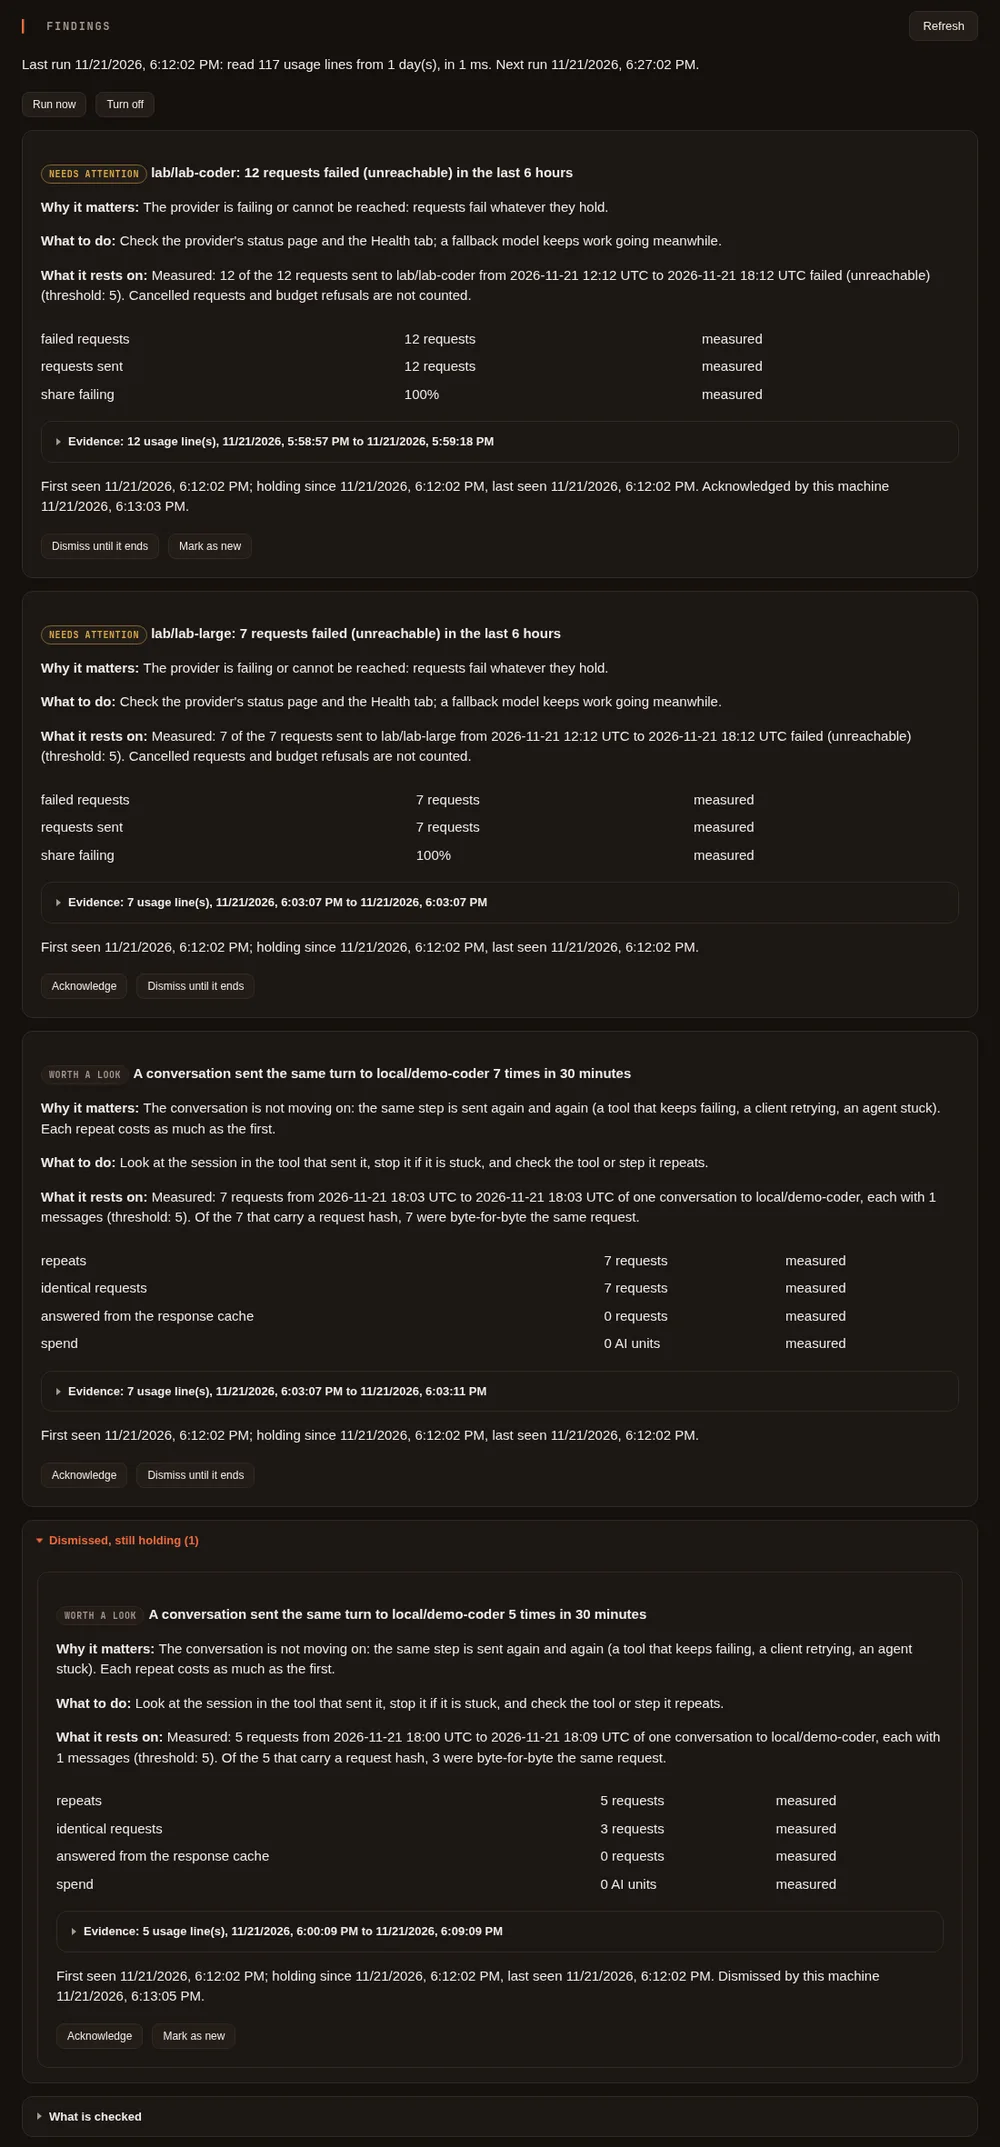 FINDINGS
Refresh
Last run 11/21/2026, 6:12:02 PM: read 117 usage lines from 1 day(s), in 1 ms. Next run 11/21/2026, 6:27:02 PM.
Run now
Turn off
NEEDS ATTENTION lab/lab-coder: 12 requests failed (unreachable) in the last 6 hours
Why it matters: The provider is failing or cannot be reached: requests fail whatever they hold.
What to do: Check the provider's status page and the Health tab; a fallback model keeps work going meanwhile.
What it rests on: Measured: 12 of the 12 requests sent to lab/lab-coder from 2026-11-21 12:12 UTC to 2026-11-21 18:12 UTC failed (unreachable)
(threshold: 5). Cancelled requests and budget refusals are not counted.
failed requests 12 requests measured
requests sent 12 requests measured
share failing 100% measured
Evidence: 12 usage line(s), 11/21/2026, 5:58:57 PM to 11/21/2026, 5:59:18 PM
First seen 11/21/2026, 6:12:02 PM; holding since 11/21/2026, 6:12:02 PM, last seen 11/21/2026, 6:12:02 PM. Acknowledged by this machine
11/21/2026, 6:13:03 PM.
Dismiss until it ends
Mark as new
NEEDS ATTENTION lab/lab-large: 7 requests failed (unreachable) in the last 6 hours
Why it matters: The provider is failing or cannot be reached: requests fail whatever they hold.
What to do: Check the provider's status page and the Health tab; a fallback model keeps work going meanwhile.
What it rests on: Measured: 7 of the 7 requests sent to lab/lab-large from 2026-11-21 12:12 UTC to 2026-11-21 18:12 UTC failed (unreachable)
(threshold: 5). Cancelled requests and budget refusals are not counted.
failed requests 7 requests measured
requests sent 7 requests measured
share failing 100% measured
Evidence: 7 usage line(s), 11/21/2026, 6:03:07 PM to 11/21/2026, 6:03:07 PM
First seen 11/21/2026, 6:12:02 PM; holding since 11/21/2026, 6:12:02 PM, last seen 11/21/2026, 6:12:02 PM.
Acknowledge
Dismiss until it ends
WORTH A LOOK A conversation sent the same turn to local/demo-coder 7 times in 30 minutes
Why it matters: The conversation is not moving on: the same step is sent again and again (a tool that keeps failing, a client retrying, an agent stuck).
Each repeat costs as much as the first.
What to do: Look at the session in the tool that sent it, stop it if it is stuck, and check the tool or step it repeats.
What it rests on: Measured: 7 requests from 2026-11-21 18:03 UTC to 2026-11-21 18:03 UTC of one conversation to local/demo-coder, each with 1
messages (threshold: 5). Of the 7 that carry a request hash, 7 were byte-for-byte the same request.
repeats 7 requests measured
identical requests 7 requests measured
answered from the response cache 0 requests measured
spend 0 AI units measured
Evidence: 7 usage line(s), 11/21/2026, 6:03:07 PM to 11/21/2026, 6:03:11 PM
First seen 11/21/2026, 6:12:02 PM; holding since 11/21/2026, 6:12:02 PM, last seen 11/21/2026, 6:12:02 PM.
Acknowledge
Dismiss until it ends
Dismissed, still holding (1)
WORTH A LOOK A conversation sent the same turn to local/demo-coder 5 times in 30 minutes
Why it matters: The conversation is not moving on: the same step is sent again and again (a tool that keeps failing, a client retrying, an agent
stuck). Each repeat costs as much as the first.
What to do: Look at the session in the tool that sent it, stop it if it is stuck, and check the tool or step it repeats.
What it rests on: Measured: 5 requests from 2026-11-21 18:00 UTC to 2026-11-21 18:09 UTC of one conversation to local/demo-coder, each with
1 messages (threshold: 5). Of the 5 that carry a request hash, 3 were byte-for-byte the same request.
repeats 5 requests measured
identical requests 3 requests measured
answered from the response cache 0 requests measured
spend 0 AI units measured
Evidence: 5 usage line(s), 11/21/2026, 6:00:09 PM to 11/21/2026, 6:09:09 PM
First seen 11/21/2026, 6:12:02 PM; holding since 11/21/2026, 6:12:02 PM, last seen 11/21/2026, 6:12:02 PM. Dismissed by this machine
11/21/2026, 6:13:05 PM.
Acknowledge
Mark as new
What is checked